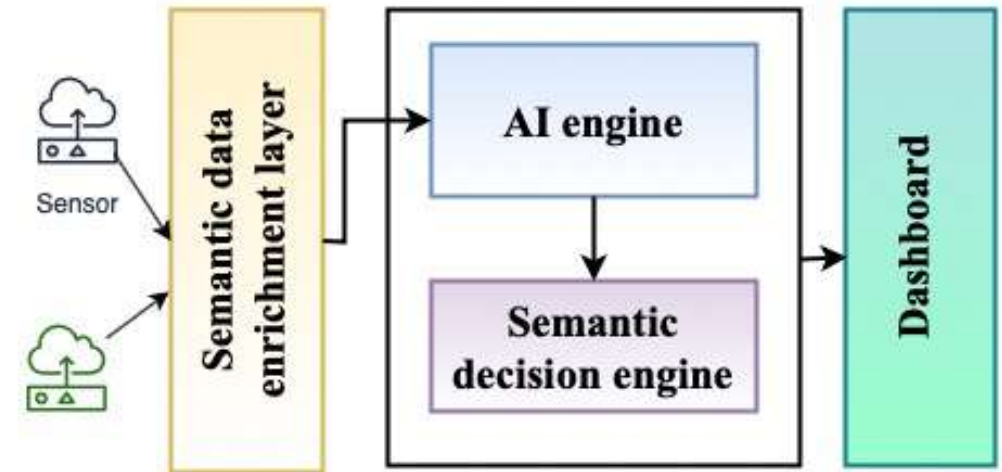 Sensor
Semantic data
enrichment layer
AI engine
Semantic
decision engine
Dashboard